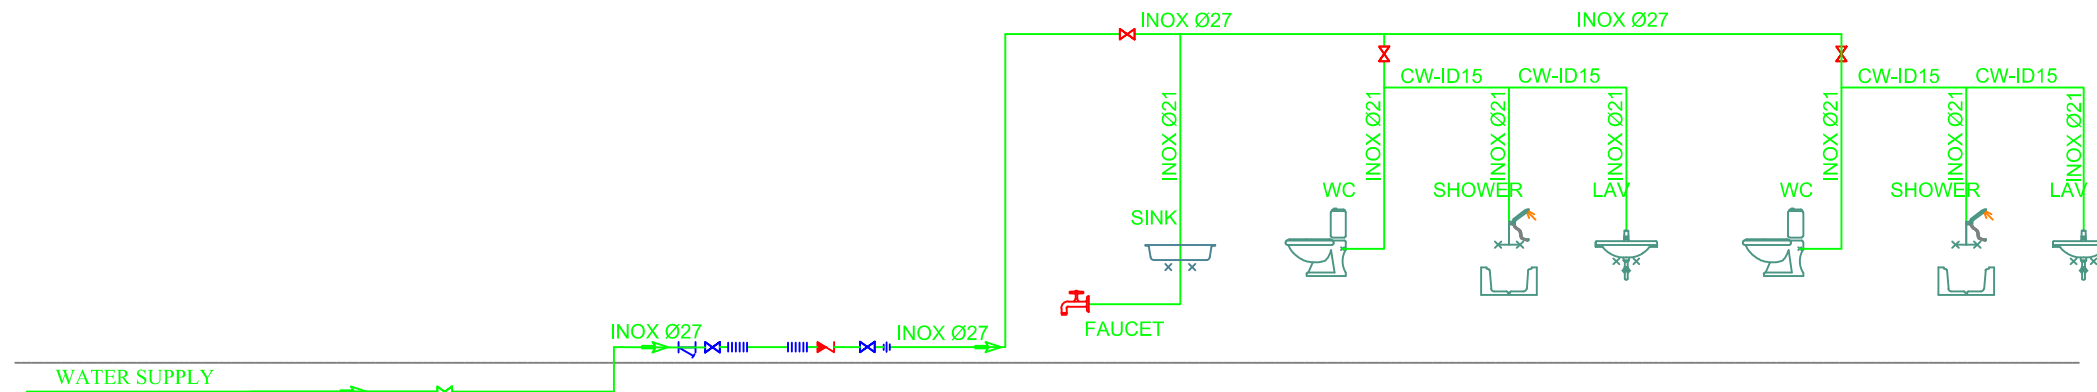 INOX Ø27
INOX Ø27
CW-ID15
CW-ID15
CW-ID15
CW-ID15
INOX Ø21
INOX Ø21
INOX Ø21
INOX Ø21
INOX Ø21
INOX Ø21
INOX Ø21
WC
SHOWER
LAV
WC
SHOWER
LAV
SINK
FAUCET
INOX Ø27
INOX Ø27
WATER SUPPLY